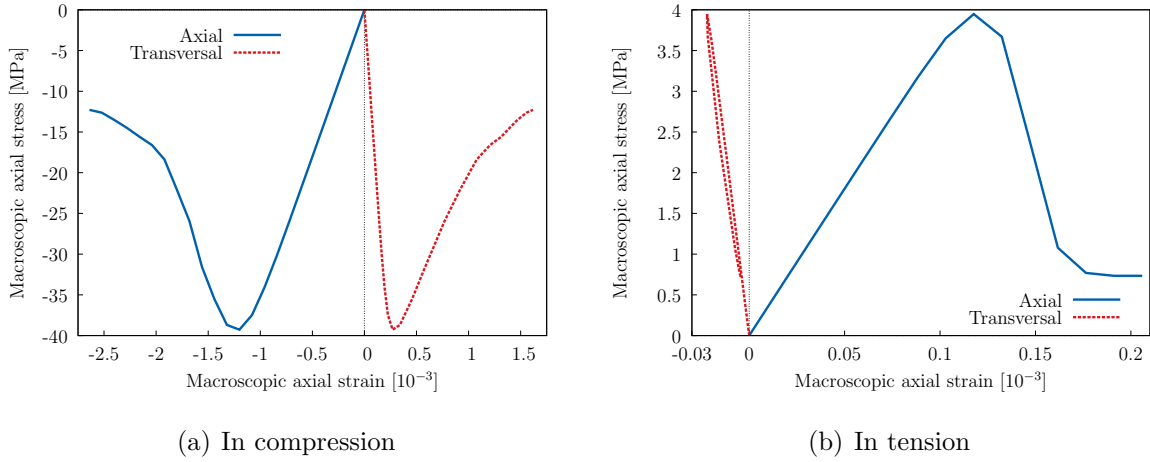 0
-5
-10
-15
-20
-25
-30
-35
-40
Macroscopic axial stress [MPa]
Axial
Transversal
-2.5 -2 -1.5 -1 -0.5 0 0.5 1 1.5
Macroscopic axial strain [10-3]
(a) In compression
4
3.5
3
2.5
2
1.5
1
0.5
0
Macroscopic axial stress [MPa]
Axial
Transversal
-0.03 0 0.05 0.1 0.15 0.2
Macroscopic axial strain [10-3]
(b) In tension